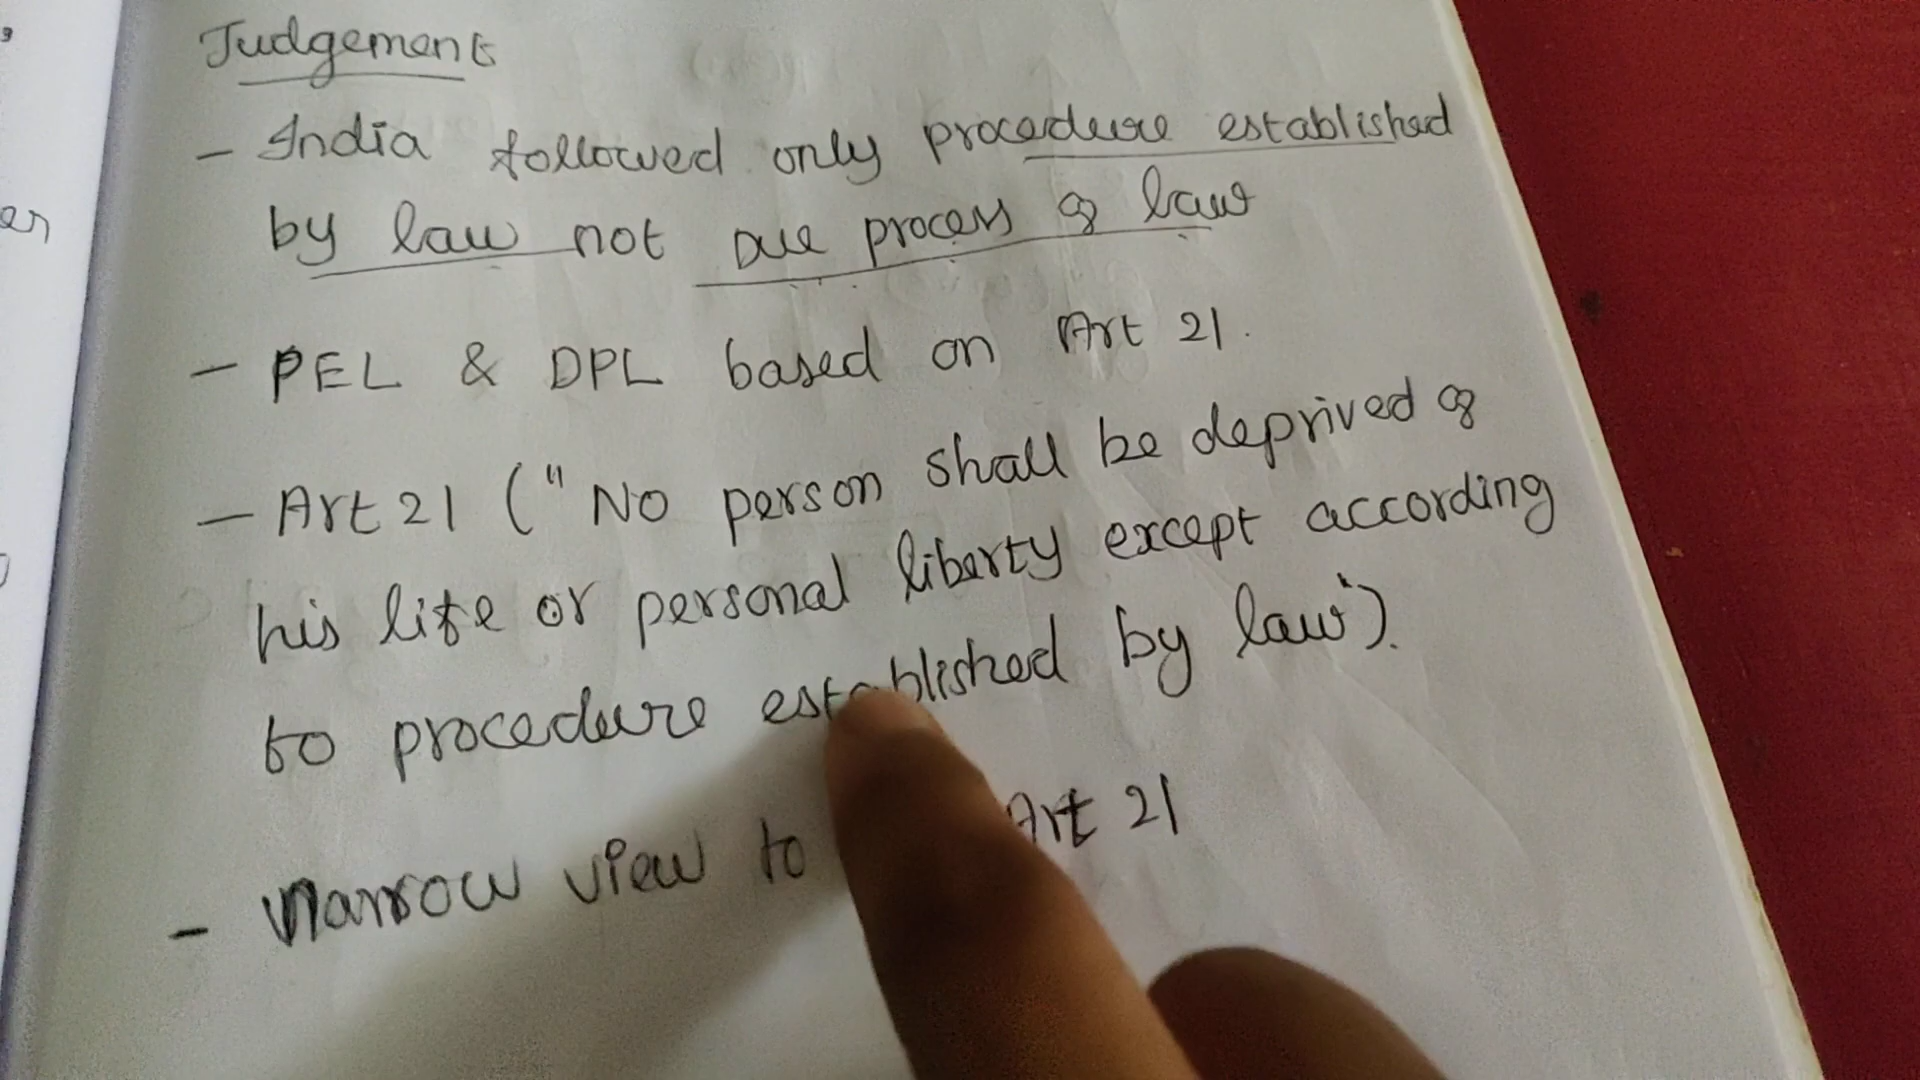 Judgement
- India followed only procedure established
by law not Due process of law
- PEL & DPL based on Art 21.
- Art 21 ("No person shall be deprived of
his life or personal liberty except according
to procedure established by law").
- Narrow view to Art 21
er